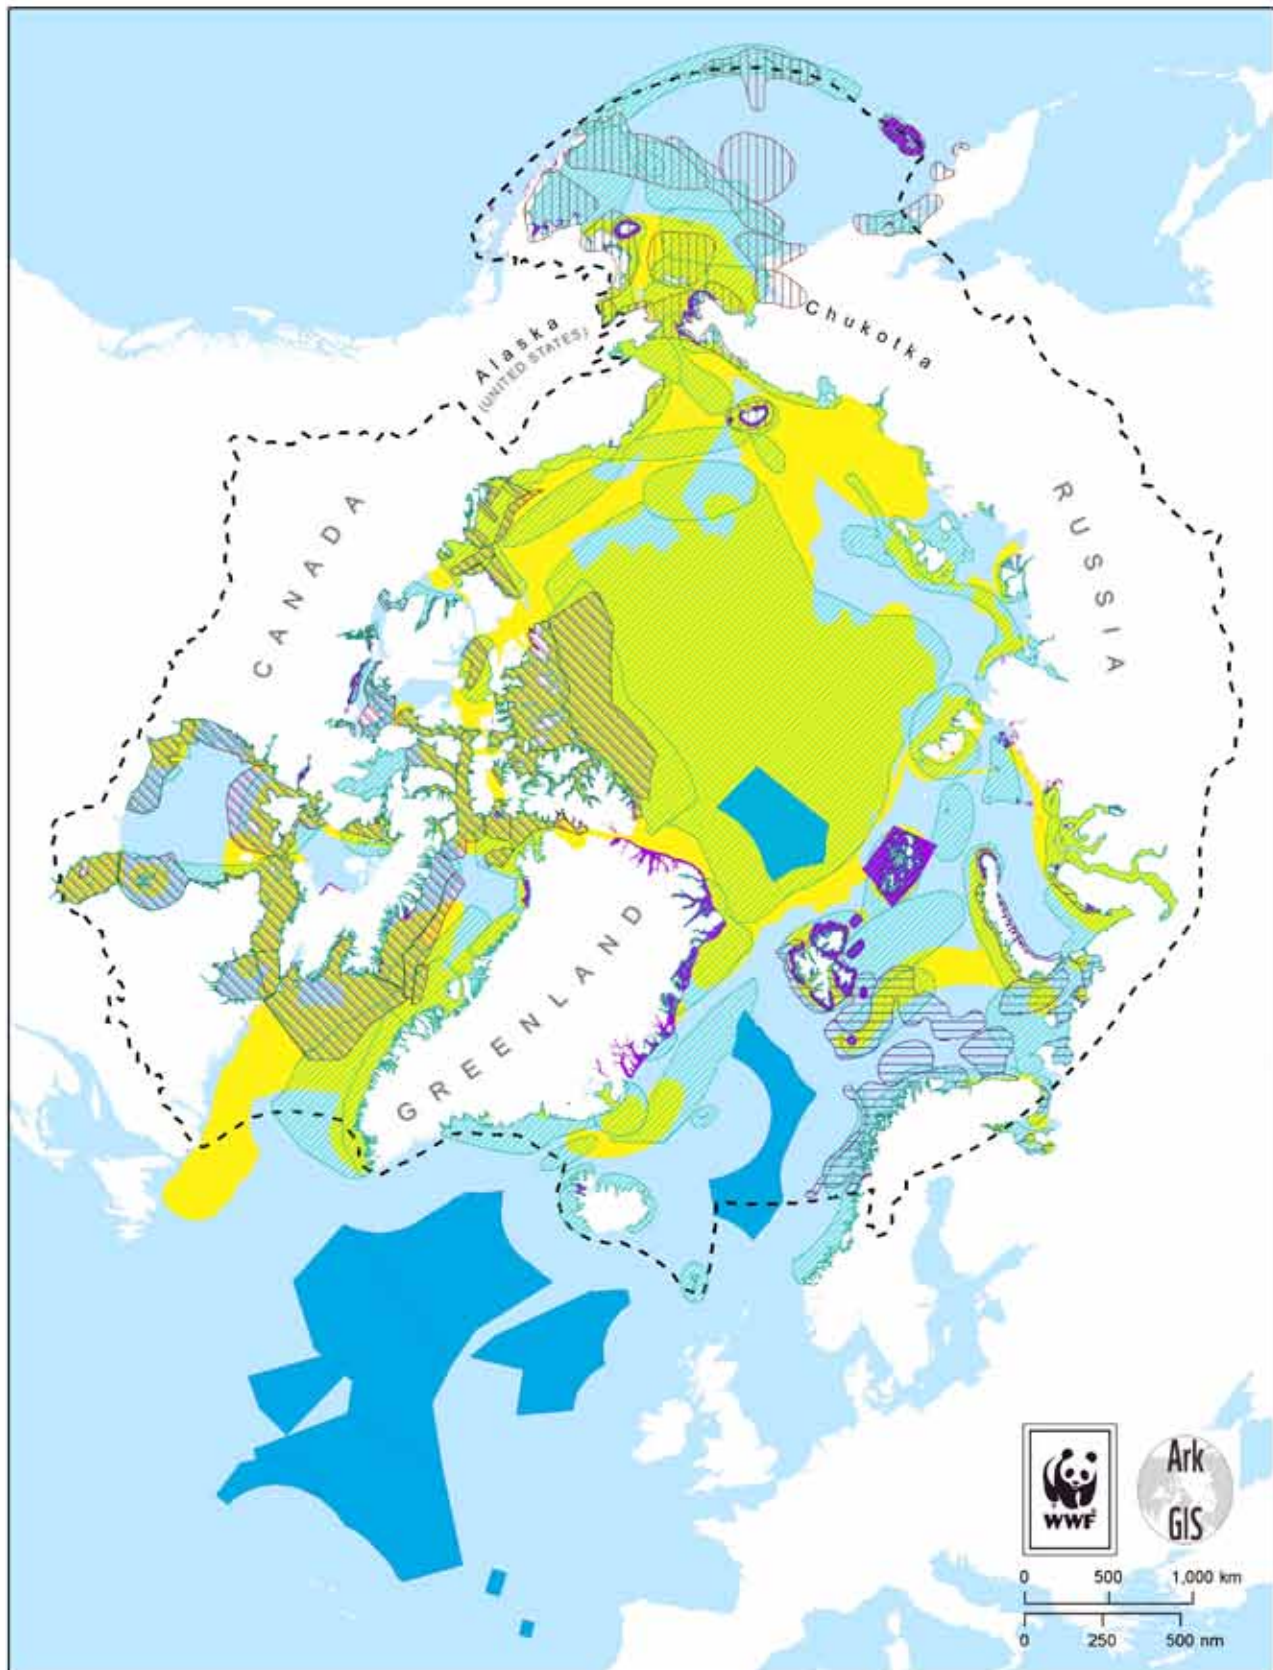 Alaska
(UNITED STATES)
Chukotka
CANADA
RUSSIA
GREENLAND
WWF
Ark
GIS
0 500 1,000 km
0 250 500 nm